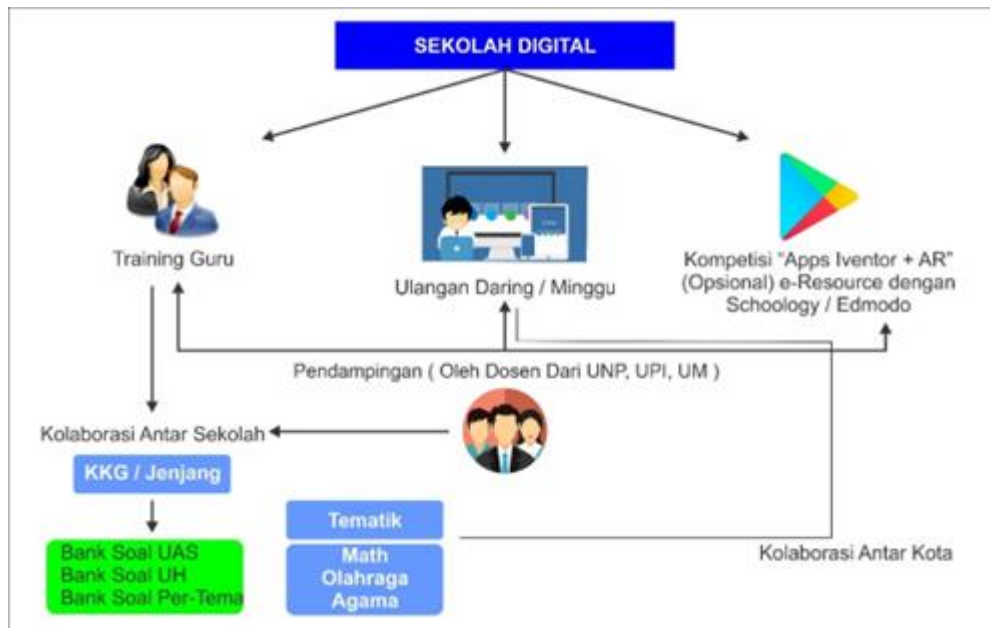 SEKOLAH DIGITAL
Training Guru
Ulangan Daring / Minggu
Kompetisi “Apps Iventor + AR”
(Opsional) e-Resource dengan
Schoology / Edmodo
Pendampingan ( Oleh Dosen Dari UNP, UPI, UM )
Kolaborasi Antar Sekolah
KKG / Jenjang
Bank Soal UAS
Bank Soal UH
Bank Soal Per-Tema
Tematik
Math
Olahraga
Agama
Kolaborasi Antar Kota